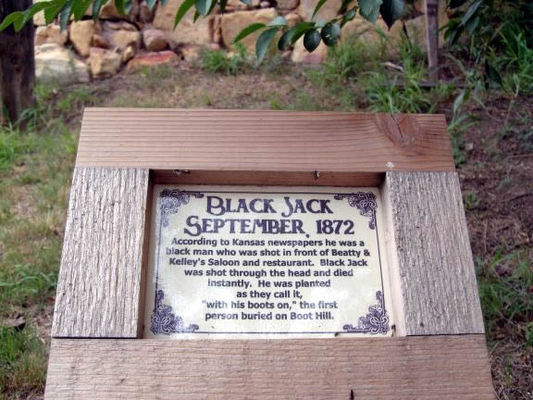 BLACK JACK
SEPTEMBER, 1872
According to Kansas newspapers he was a
black man who was shot in front of Beatty &
Kelley's Saloon and restaurant. Black Jack
was shot through the head and died
instantly. He was planted
as they call it,
"with his boots on," the first
person buried on Boot Hill.